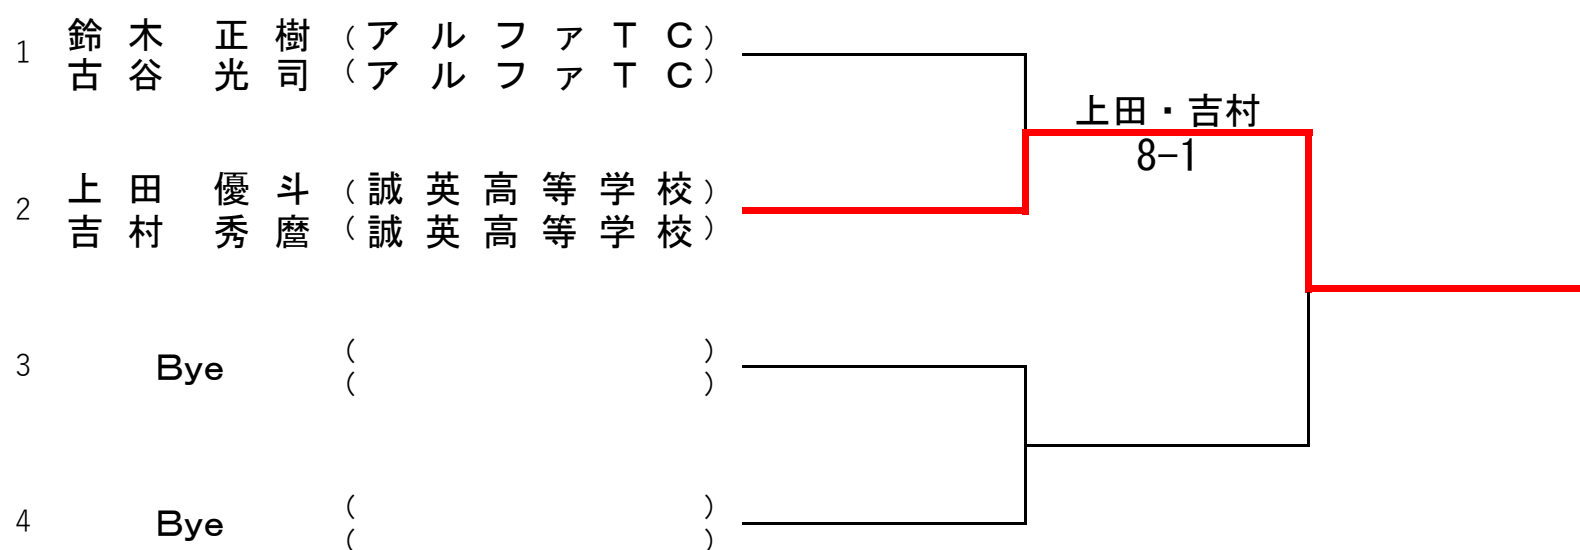 1 鈴木 正樹 (アルファTC)
古谷 光司 (アルファTC)
上田・吉村
8-1
2 上田 優斗 (誠英高等学校)
吉村 秀麿 (誠英高等学校)
3 Bye ( )
( )
4 Bye ( )
( )